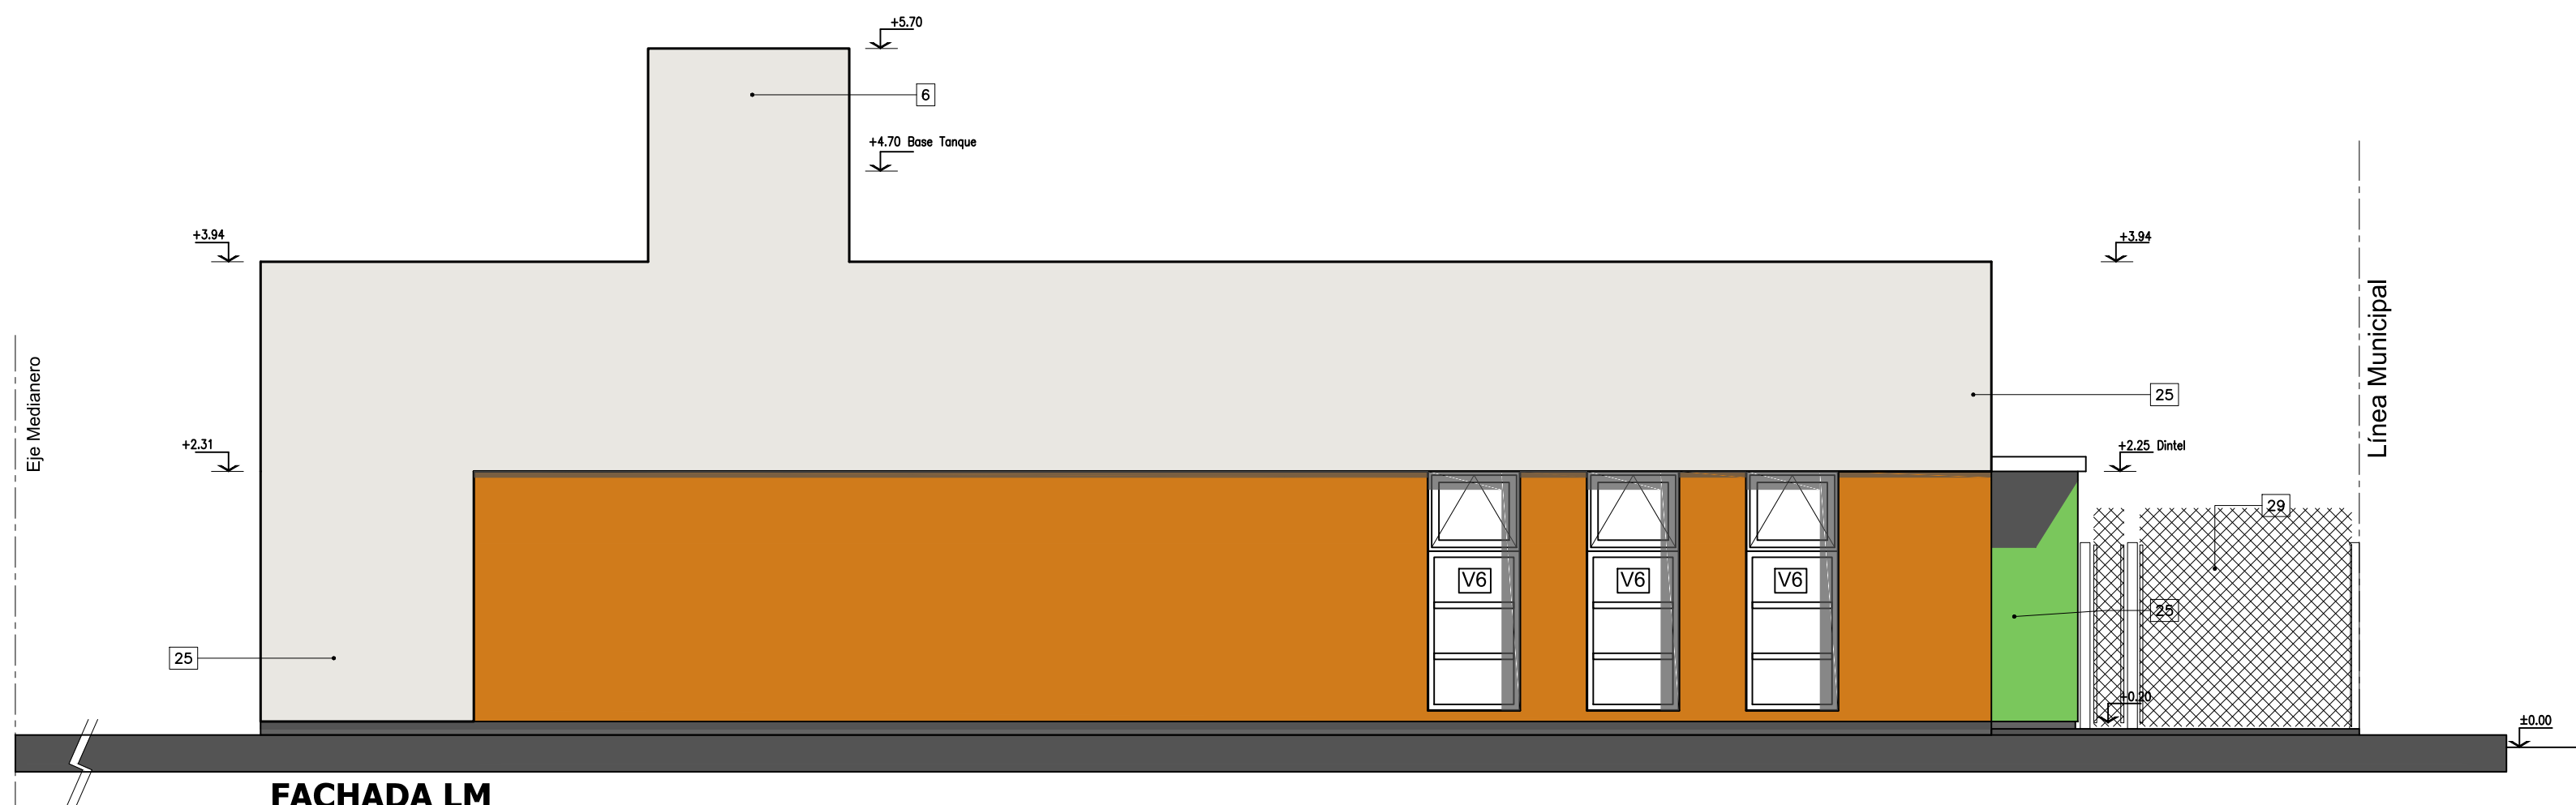 +5.70
6
+4.70 Base Tanque
+3.94
+3.94
Línea Municipal
Eje Medianero
25
+2.31
+2.25 Dintel
29
V6
V6
V6
25
25
+0.20
±0.00
FACHADA LM